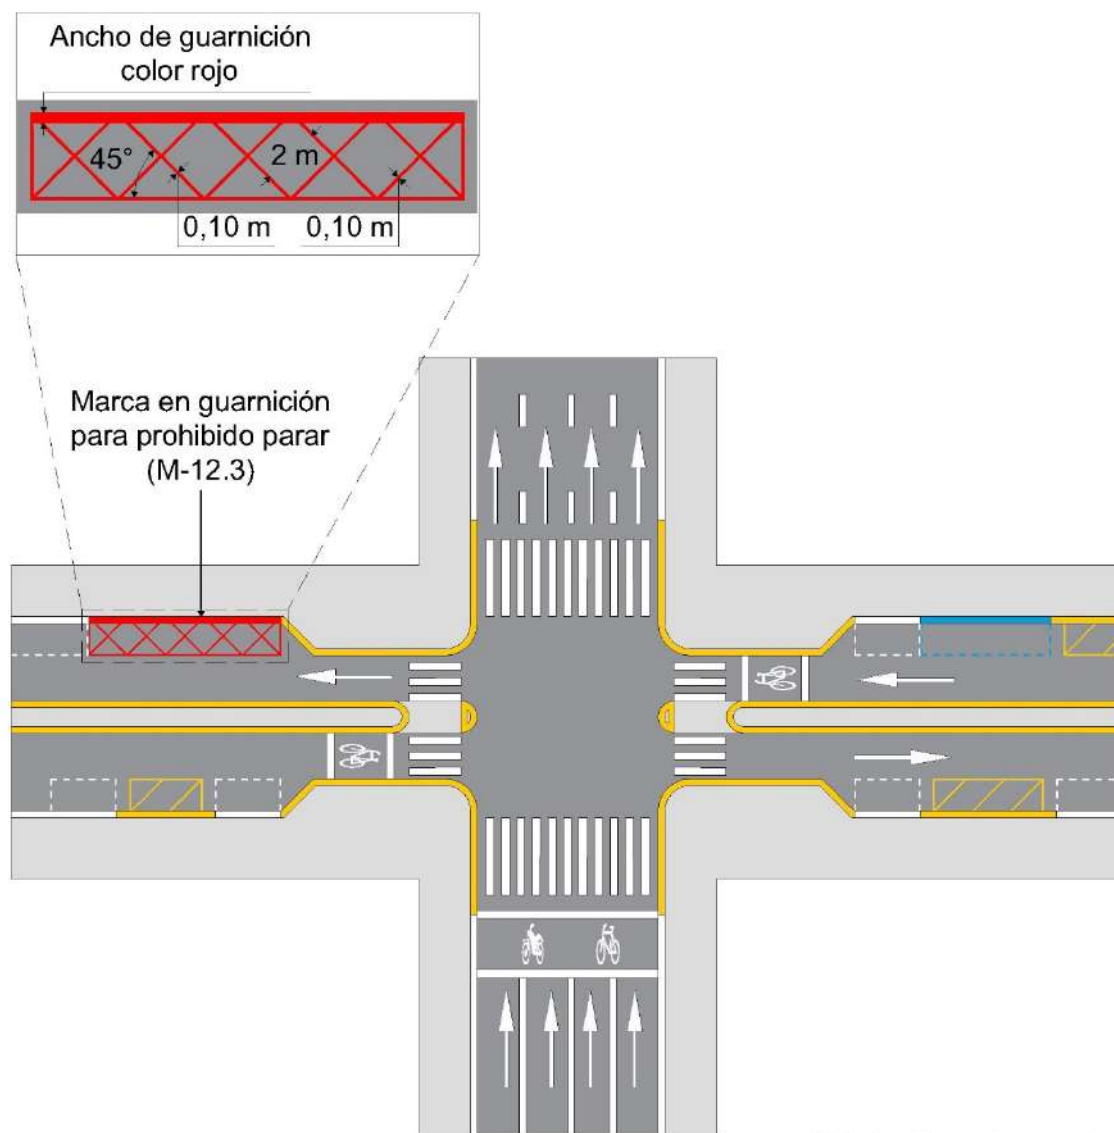 Ancho de guarnición
color rojo
45°
2 m
0,10 m
0,10 m
Marca en guarnición
para prohibido parar
(M-12.3)